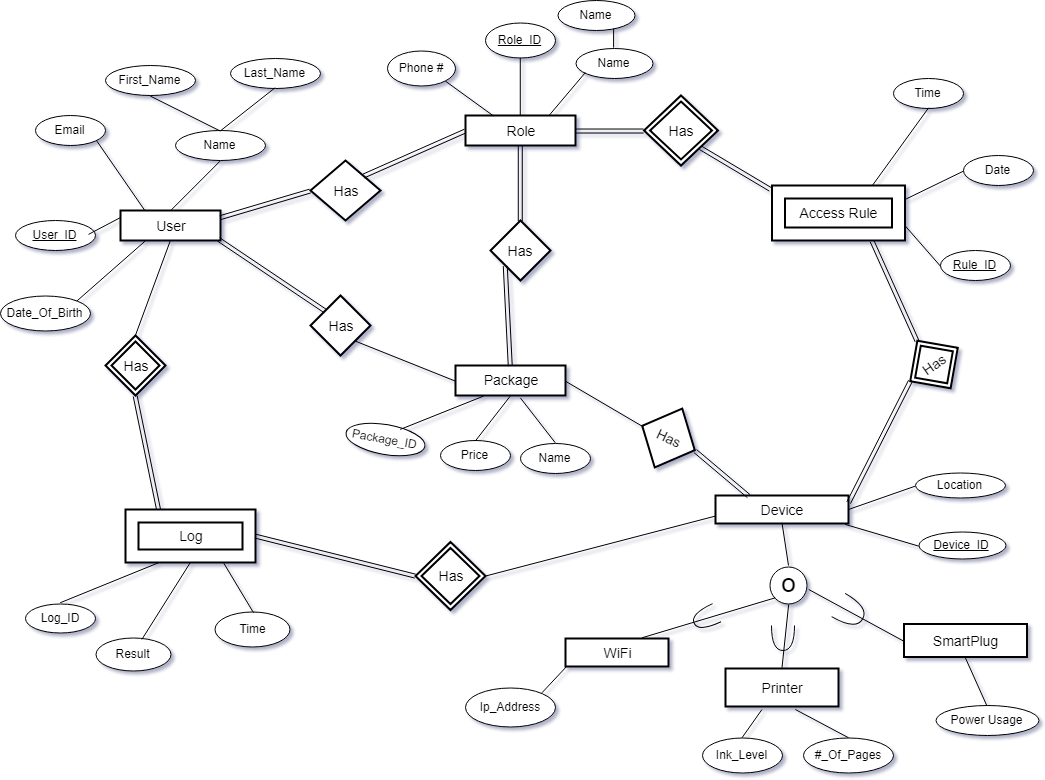 Name
Role_ID
Name
Phone #
First_Name
Last_Name
Time
Email
Name
Role
Has
Date
Has
Access Rule
User
User_ID
Has
Rule_ID
Date_Of_Birth
Has
Has
Has
Package
Package_ID
Price
Name
Has
Location
Device
Log
Device_ID
Has
O
Log_ID
Result
Time
WiFi
SmartPlug
Printer
Ip_Address
Power Usage
Ink_Level
#_Of_Pages